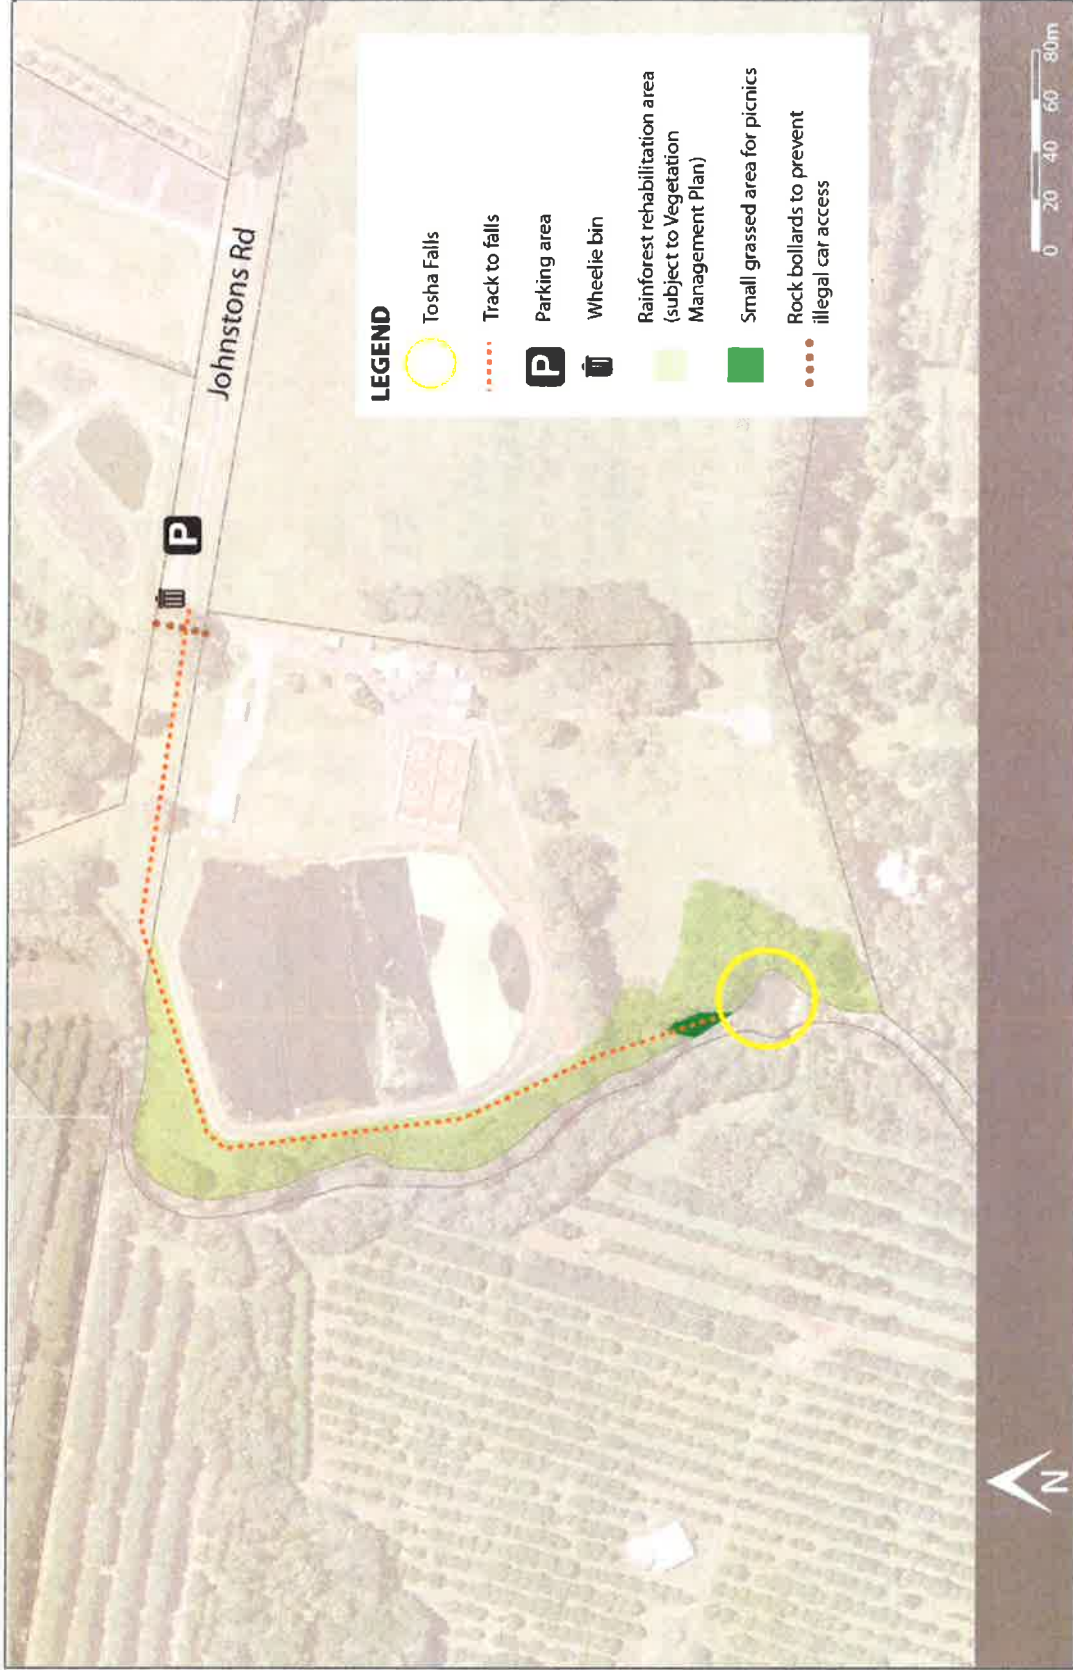 Johnstons Rd
LEGEND
Tosha Falls
Track to falls
P
Parking area
Wheelie bin
Rainforest rehabilitation area
(subject to Vegetation
Management Plan)
Small grassed area for picnics
Rock bollards to prevent
illegal car access
P
N
0 20 40 60 80m